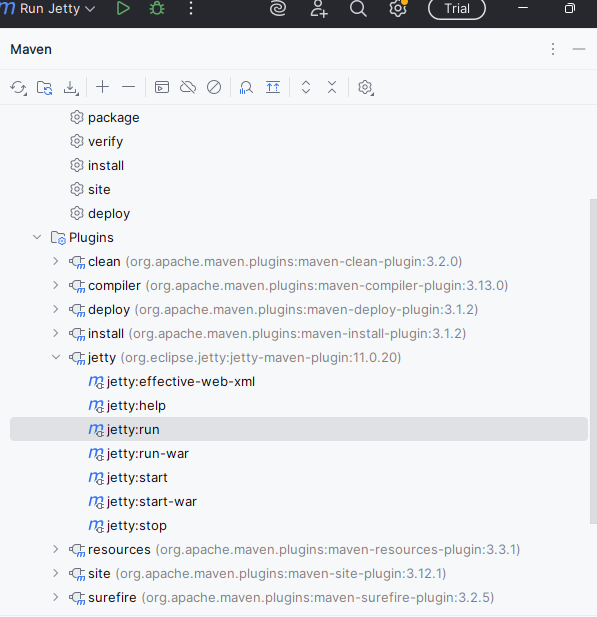 Run Jetty
Trial
Maven
package
verify
install
site
deploy
Plugins
clean (org.apache.maven.plugins:maven-clean-plugin:3.2.0)
compiler (org.apache.maven.plugins:maven-compiler-plugin:3.13.0)
deploy (org.apache.maven.plugins:maven-deploy-plugin:3.1.2)
install (org.apache.maven.plugins:maven-install-plugin:3.1.2)
jetty (org.eclipse.jetty:jetty-maven-plugin:11.0.20)
jetty:effective-web-xml
jetty:help
jetty:run
jetty:run-war
jetty:start
jetty:start-war
jetty:stop
resources (org.apache.maven.plugins:maven-resources-plugin:3.3.1)
site (org.apache.maven.plugins:maven-site-plugin:3.12.1)
surefire (org.apache.maven.plugins:maven-surefire-plugin:3.2.5)